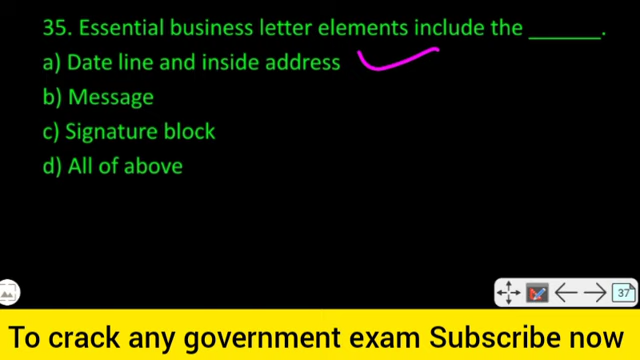 35. Essential business letter elements include the _______.
a) Date line and inside address
b) Message
c) Signature block
d) All of above
37
To crack any government exam Subscribe now